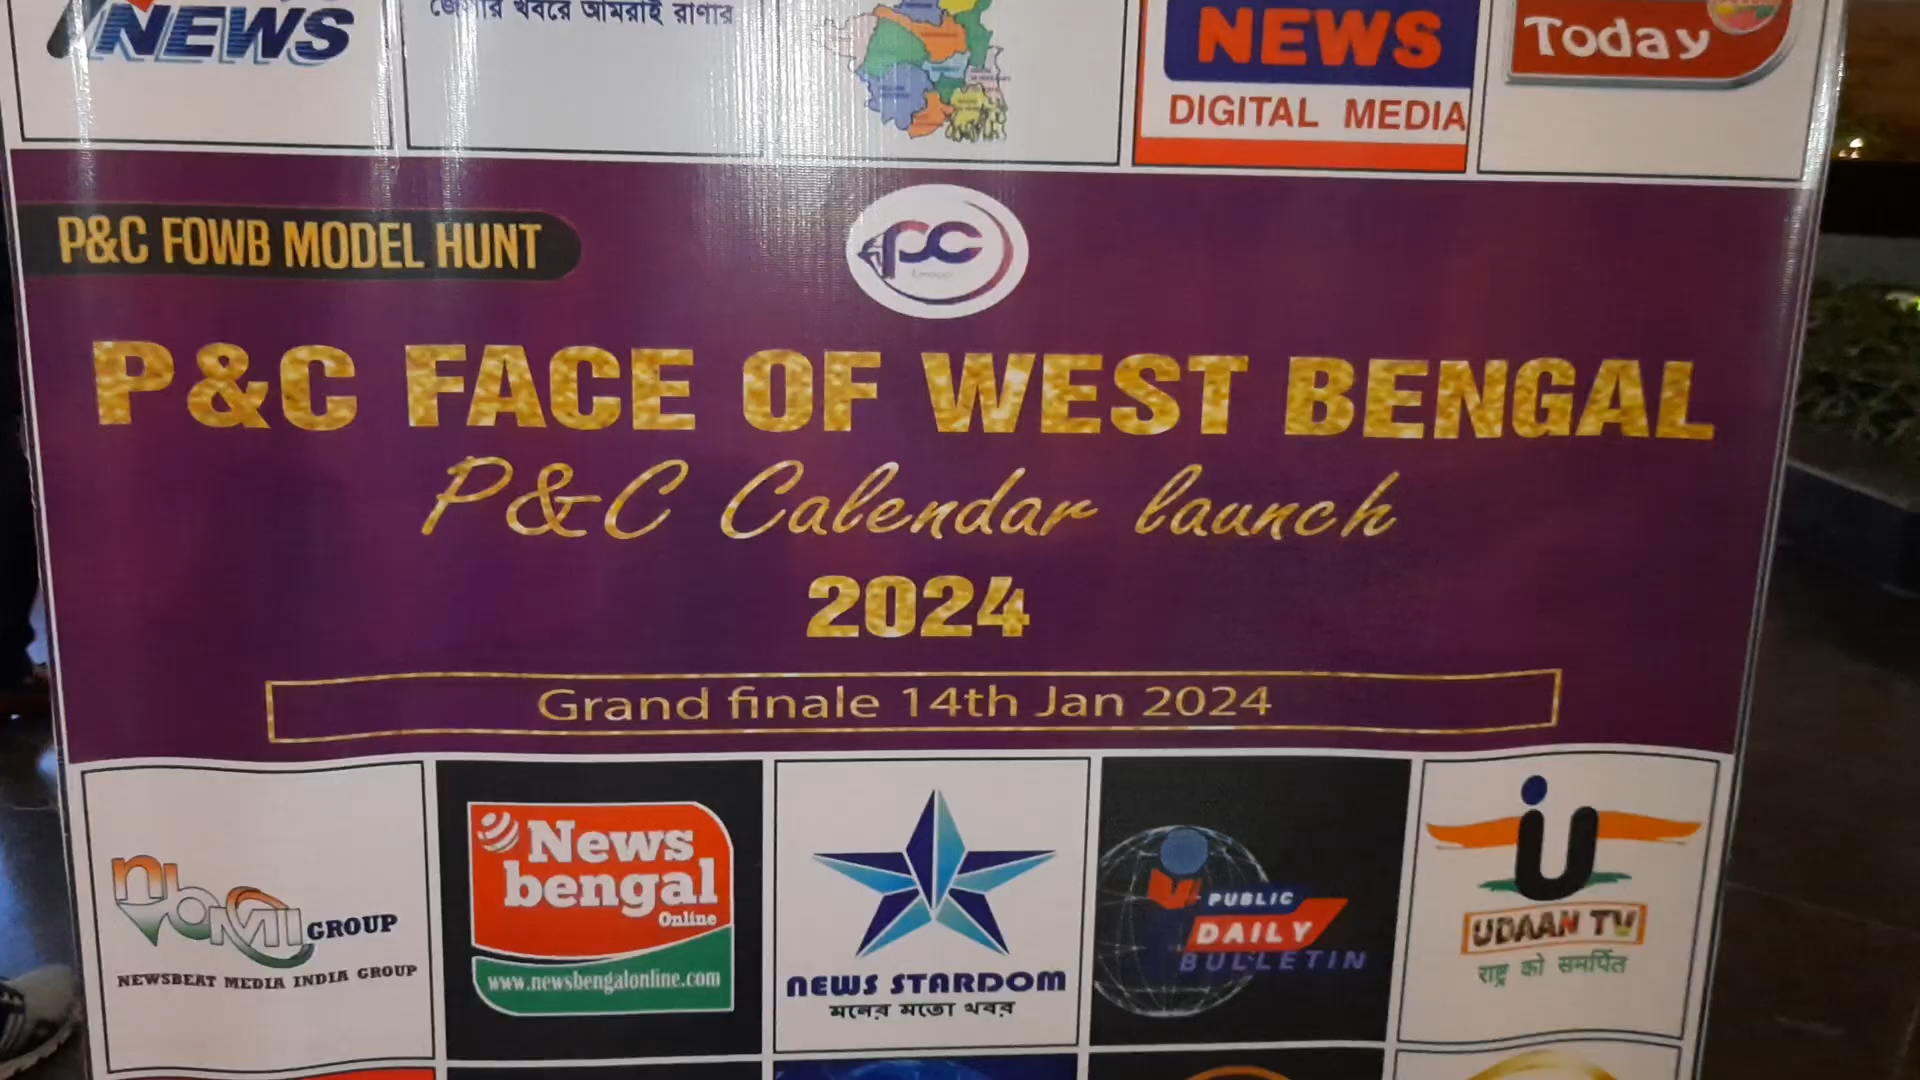 NEWS
জেলার খবরে আমরাই রাণার
NEWS
DIGITAL MEDIA
Today
P&C FOWB MODEL HUNT
PC
P&C FACE OF WEST BENGAL
P&C Calendar launch
2024
Grand finale 14th Jan 2024
GROUP
NEWSBEAT MEDIA INDIA GROUP
News
bengal
Online
www.newsbengalonline.com
NEWS STARDOM
মনের মতো খবর
PUBLIC
DAILY
BULLETIN
UDAAN TV
राष्ट्र को समर्पित